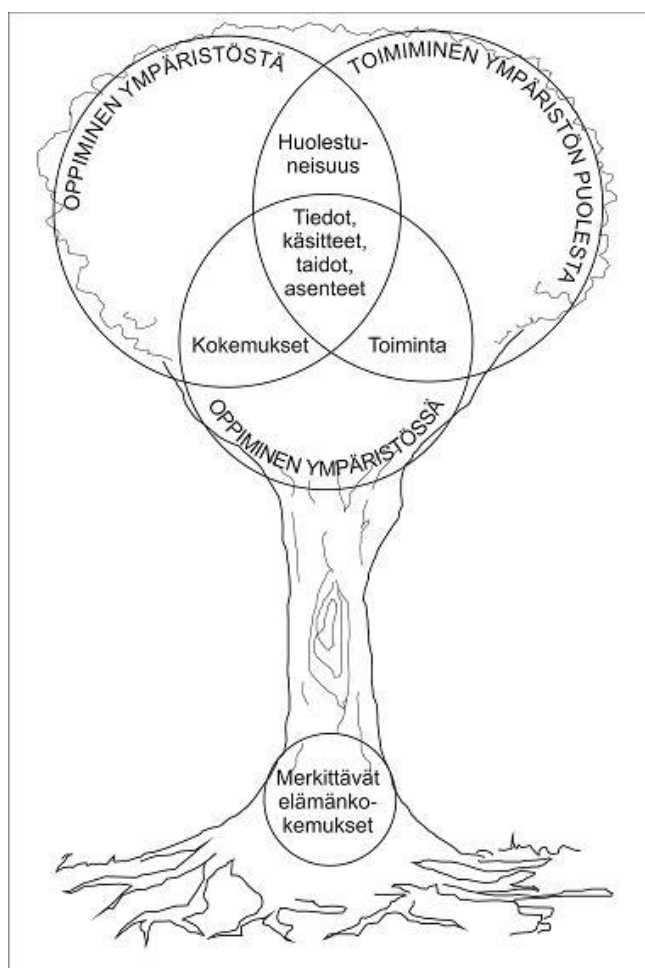 OPPIMINEN YMPÄRISTÖSTÄ
TOIMIMINEN YMPÄRISTÖN PUOLESTA
Huolestu-
neisuus
Tiedot,
käsitteet,
taidot,
asenteet
Kokemukset
Toiminta
OPPIMINEN YMPÄRISTÖSSÄ
Merkittävät
elämänko-
kemukset